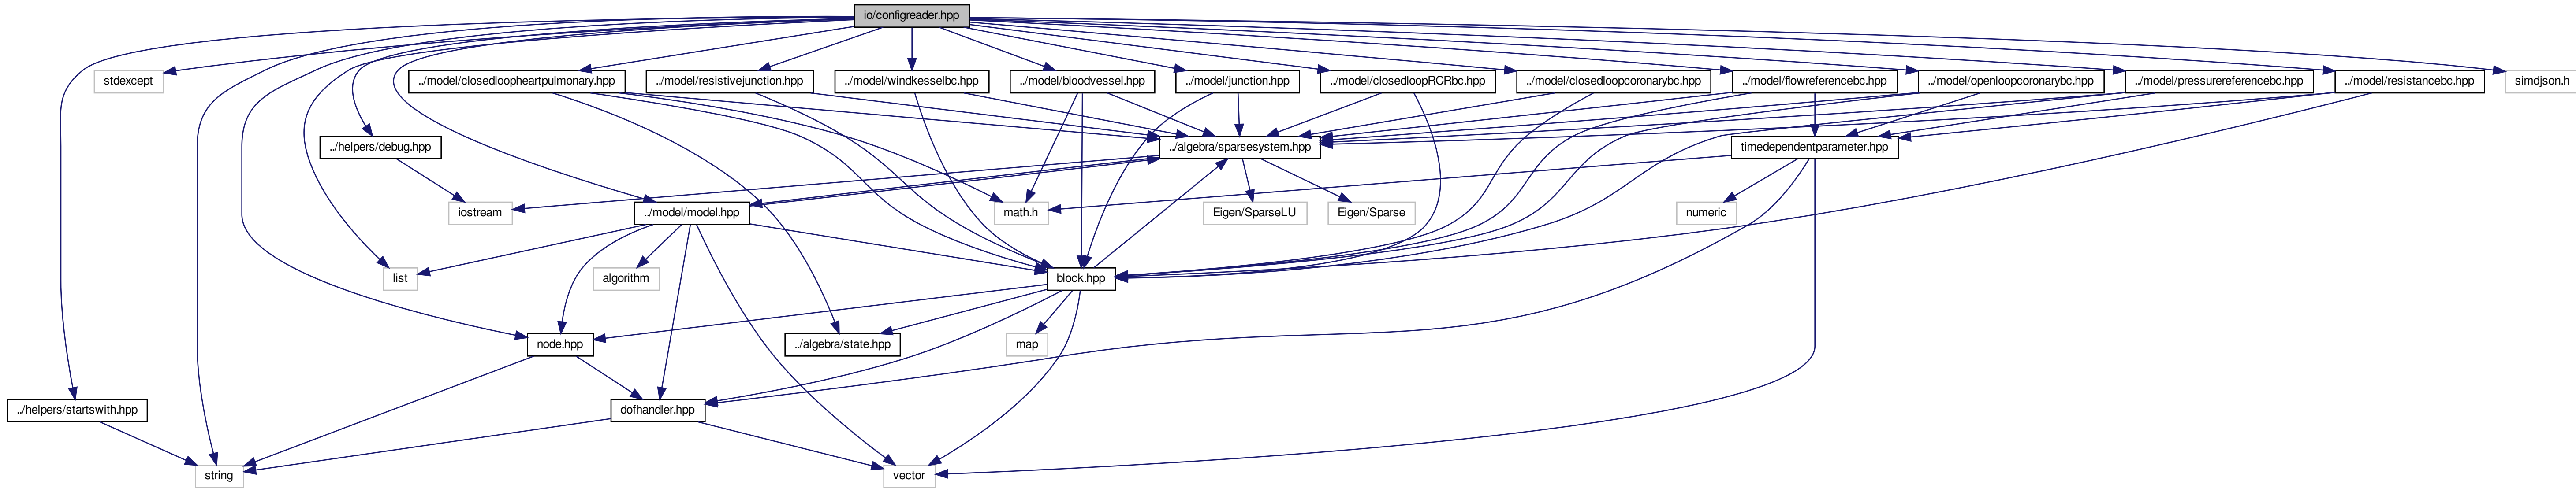 io/configreader.hpp
stdexcept
../model/closedloopheartpulmonary.hpp
../model/resistivejunction.hpp
../model/windkesselbc.hpp
../model/bloodvessel.hpp
../model/junction.hpp
../model/closedloopRCRbc.hpp
../model/closedloopcoronarybc.hpp
../model/flowreferencebc.hpp
../model/openloopcoronarybc.hpp
../model/pressurereferencebc.hpp
../model/resistancebc.hpp
simdjson.h
../helpers/debug.hpp
../algebra/sparsesystem.hpp
timedependentparameter.hpp
iostream
../model/model.hpp
math.h
Eigen/SparseLU
Eigen/Sparse
numeric
list
algorithm
block.hpp
node.hpp
../algebra/state.hpp
map
../helpers/startswith.hpp
dofhandler.hpp
string
vector